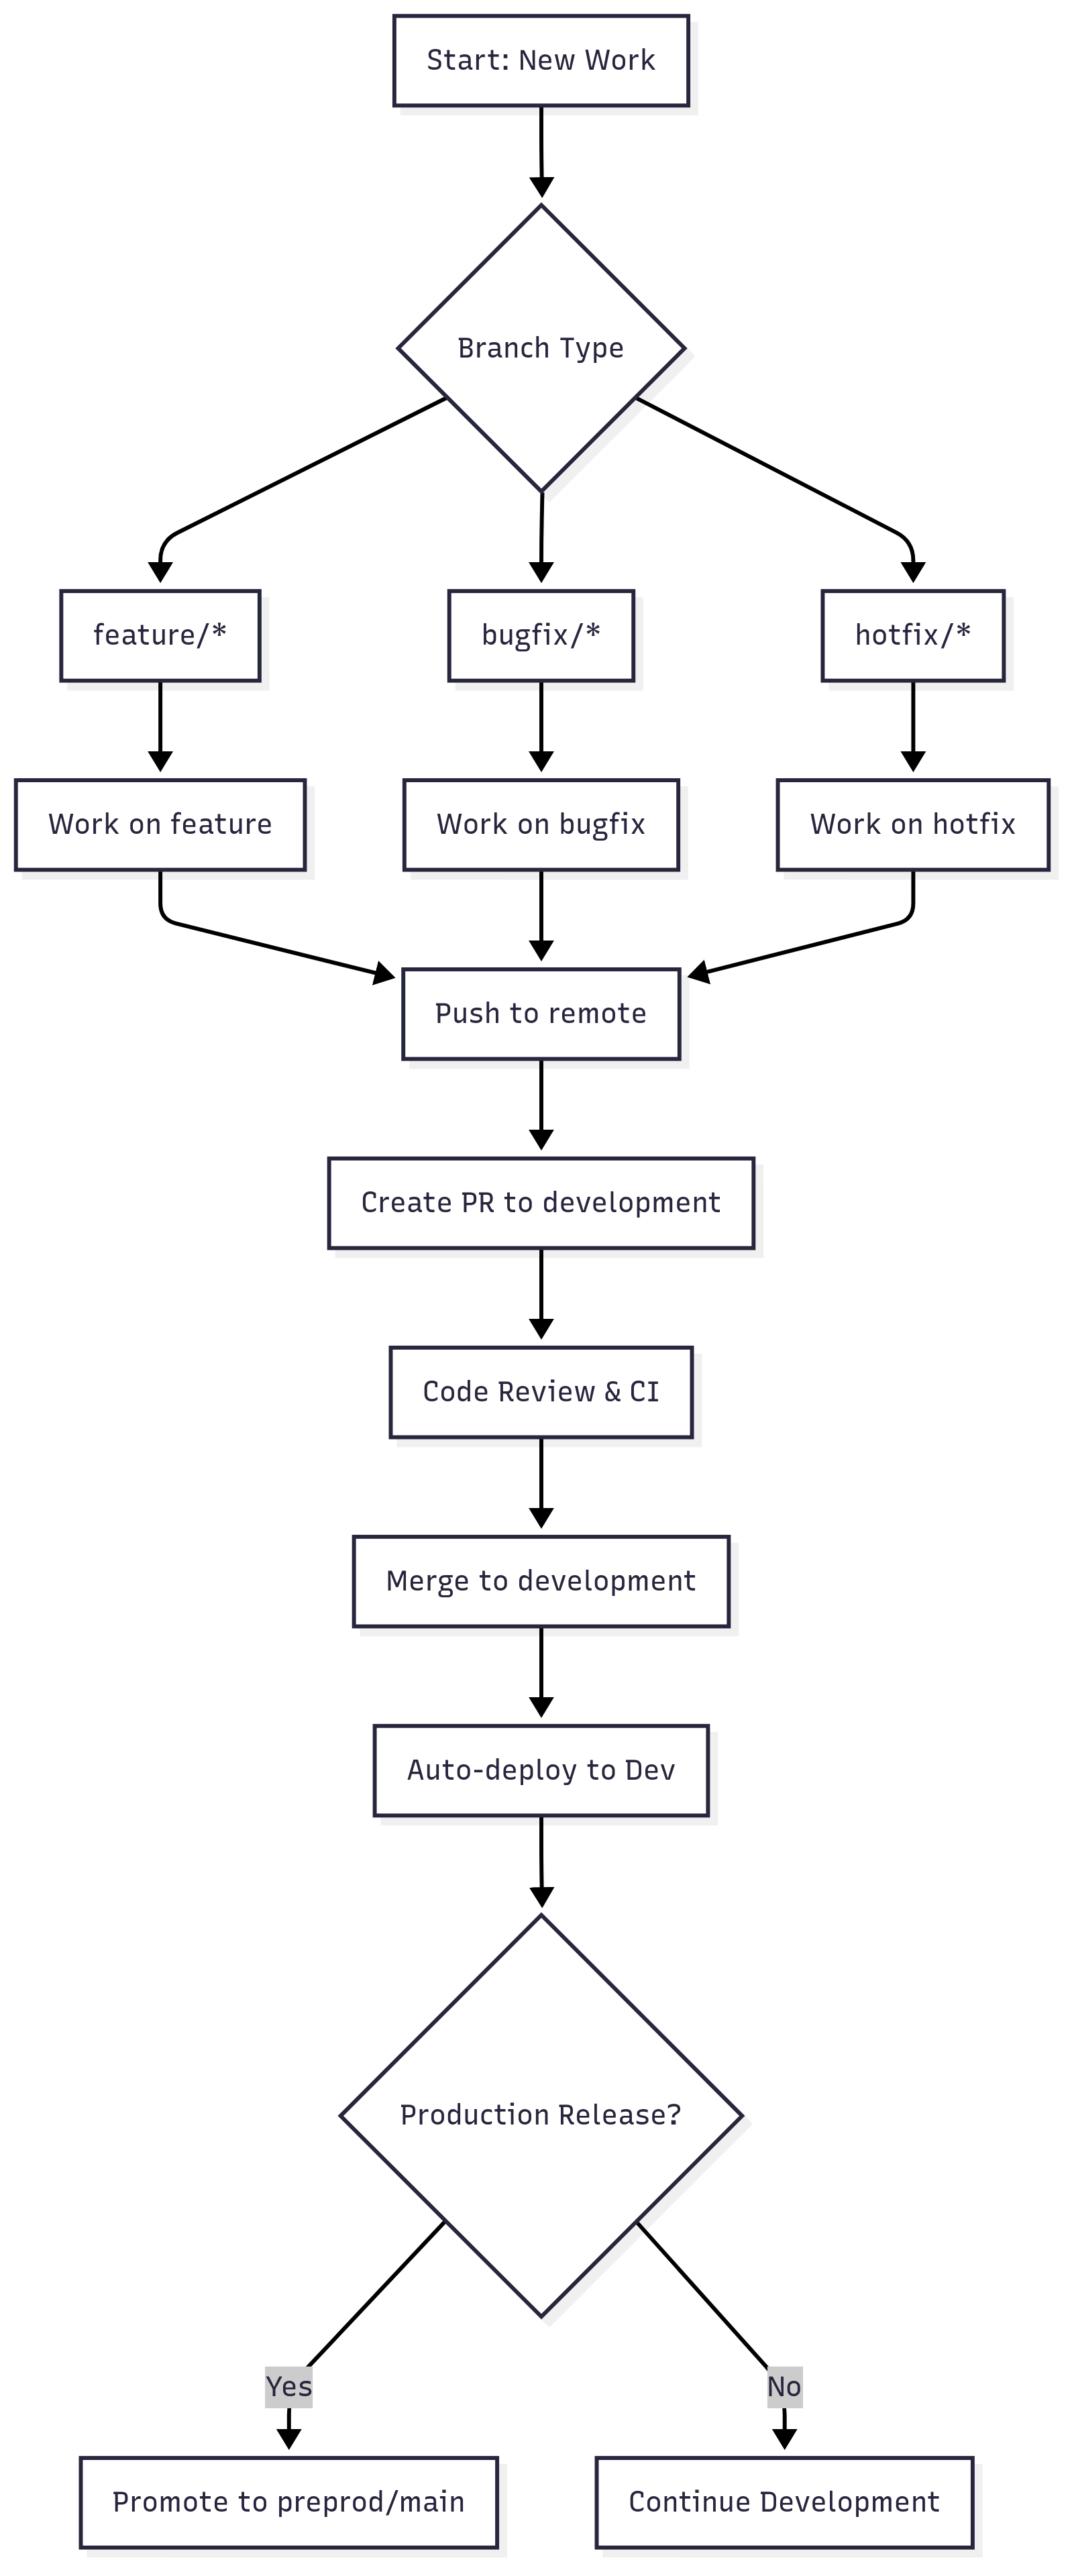 Start: New Work
Branch Type
feature/*
bugfix/*
hotfix/*
Work on feature
Work on bugfix
Work on hotfix
Push to remote
Create PR to development
Code Review & CI
Merge to development
Auto-deploy to Dev
Production Release?
Yes
No
Promote to preprod/main
Continue Development